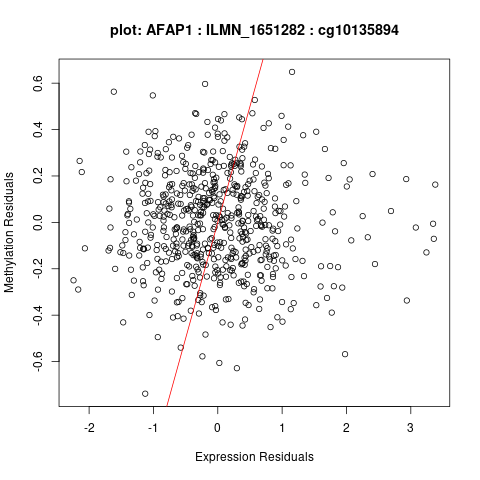 plot: AFAP1 : ILMN_1651282 : cg10135894
Methylation Residuals
0.6
0.4
0.2
0.0
-0.2
-0.4
-0.6
-2 -1 0 1 2 3
Expression Residuals